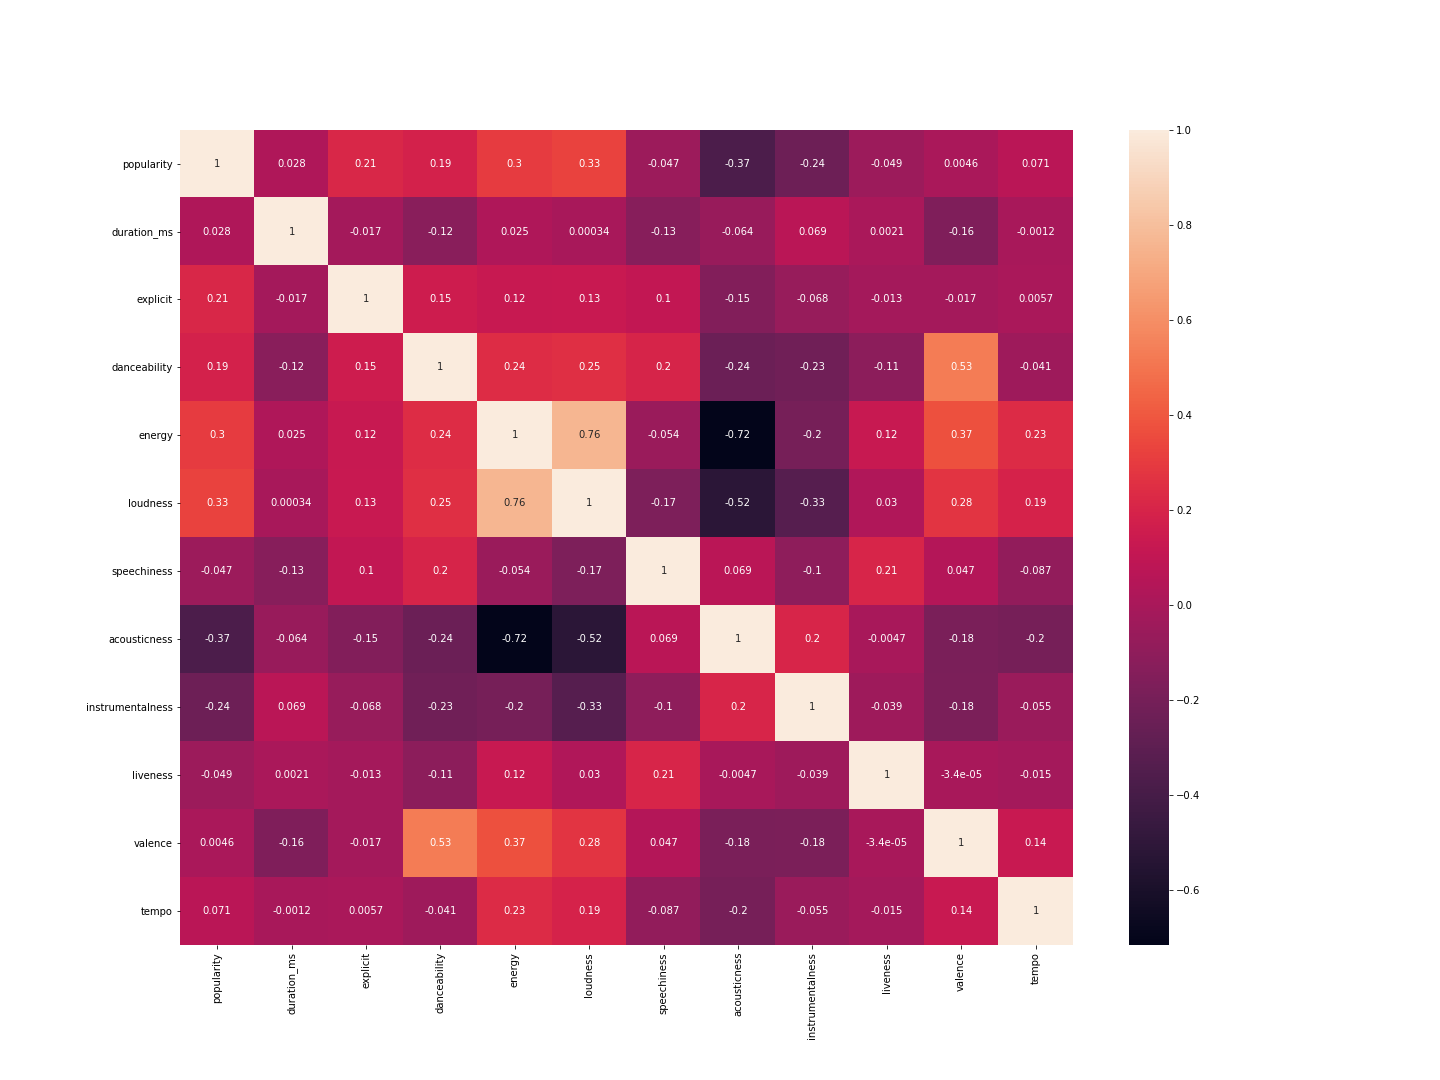 popularity 1 0.028 0.21 0.19 0.3 0.33 -0.047 -0.37 -0.24 -0.049 0.0046 0.071
duration_ms 0.028 1 -0.017 -0.12 0.025 0.00034 -0.13 -0.064 0.069 0.0021 -0.16 -0.0012
explicit 0.21 -0.017 1 0.15 0.12 0.13 0.1 -0.15 -0.068 -0.013 -0.017 0.0057
danceability 0.19 -0.12 0.15 1 0.24 0.25 0.2 -0.24 -0.23 -0.11 0.53 -0.041
energy 0.3 0.025 0.12 0.24 1 0.76 -0.054 -0.72 -0.2 0.12 0.37 0.23
loudness 0.33 0.00034 0.13 0.25 0.76 1 -0.17 -0.52 -0.33 0.03 0.28 0.19
speechiness -0.047 -0.13 0.1 0.2 -0.054 -0.17 1 0.069 -0.1 0.21 0.047 -0.087
acousticness -0.37 -0.064 -0.15 -0.24 -0.72 -0.52 0.069 1 0.2 -0.0047 -0.18 -0.2
instrumentalness -0.24 0.069 -0.068 -0.23 -0.2 -0.33 -0.1 0.2 1 -0.039 -0.18 -0.055
liveness -0.049 0.0021 -0.013 -0.11 0.12 0.03 0.21 -0.0047 -0.039 1 -3.4e-05 -0.015
valence 0.0046 -0.16 -0.017 0.53 0.37 0.28 0.047 -0.18 -0.18 -3.4e-05 1 0.14
tempo 0.071 -0.0012 0.0057 -0.041 0.23 0.19 -0.087 -0.2 -0.055 -0.015 0.14 1
popularity duration_ms explicit danceability energy loudness speechiness acousticness instrumentalness liveness valence tempo
1.0
0.8
0.6
0.4
0.2
0.0
−0.2
−0.4
−0.6